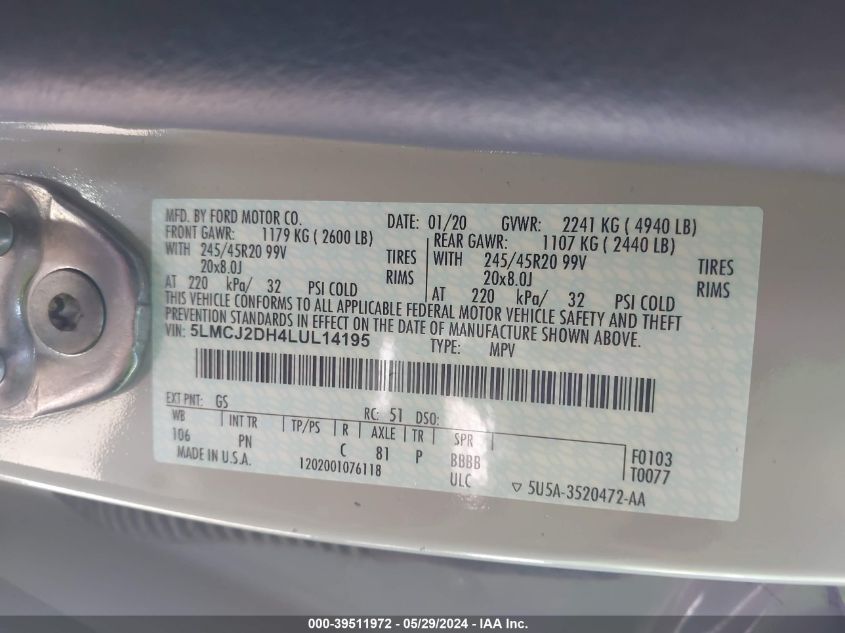 MFD. BY FORD MOTOR CO. DATE: 01/20 GVWR: 2241 KG ( 4940 LB)
FRONT GAWR: 1179 KG ( 2600 LB) REAR GAWR: 1107 KG ( 2440 LB)
WITH 245/45R20 99V TIRES WITH 245/45R20 99V TIRES
20x8.0J RIMS 20x8.0J RIMS
AT 220 kPa/ 32 PSI COLD AT 220 kPa/ 32 PSI COLD
THIS VEHICLE CONFORMS TO ALL APPLICABLE FEDERAL MOTOR VEHICLE SAFETY AND THEFT
PREVENTION STANDARDS IN EFFECT ON THE DATE OF MANUFACTURE SHOWN ABOVE.
VIN: 5LMCJ2DH4LUL14195 TYPE: MPV
EXT PNT: GS RC: 51 DSO:
WB INT TR TP/PS R AXLE TR SPR
106 PN C 81 P BBBB F0103
MADE IN U.S.A. 1202001076118 ULC T0077
5U5A-3520472-AA
000-39511972 - 05/29/2024 - IAA Inc.